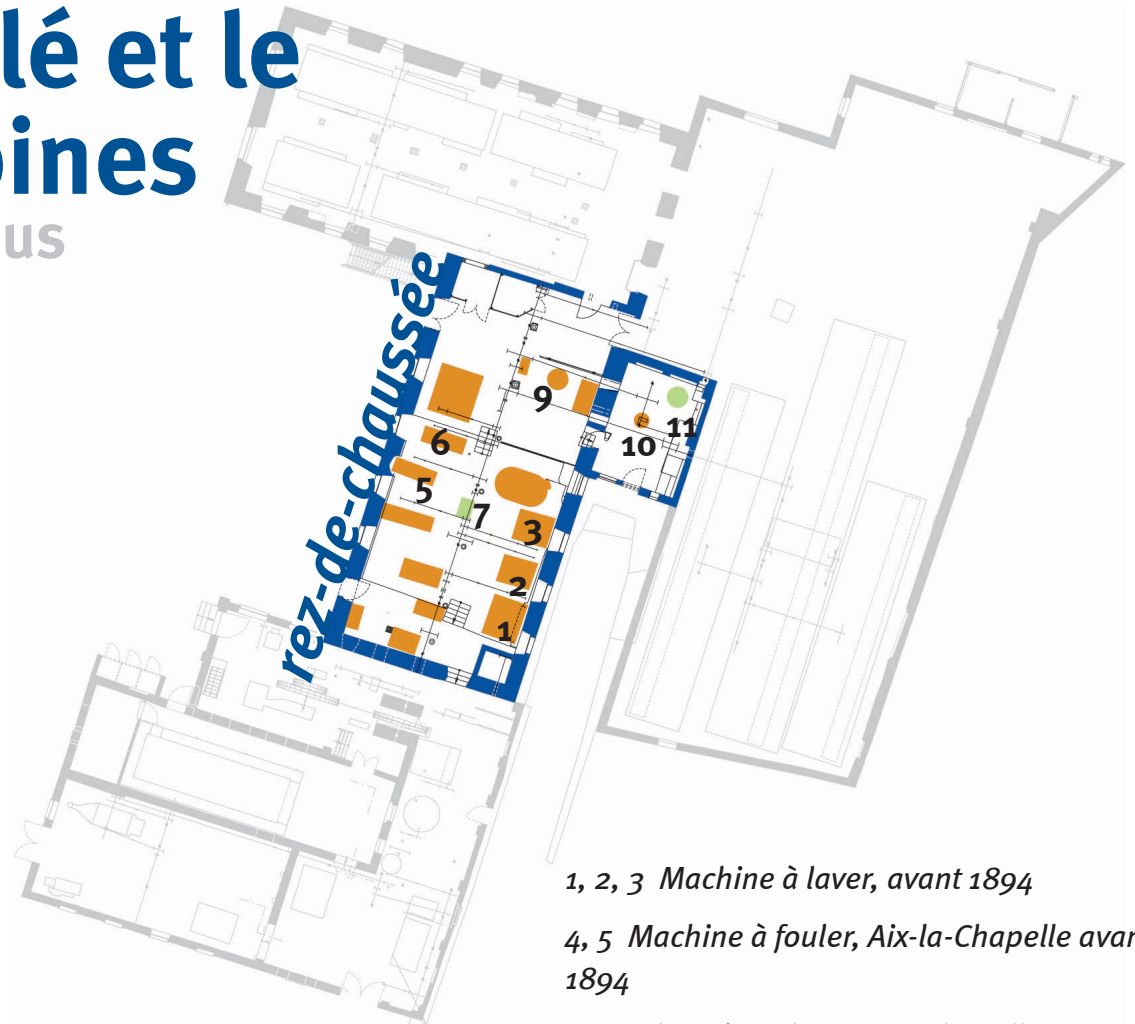 lé et le
oines
us
rez-de-chaussée
9
11
10
6
5
7
3
2
1
1, 2, 3 Machine à laver, avant 1894
4, 5 Machine à fouler, Aix-la-Chapelle avan
1894